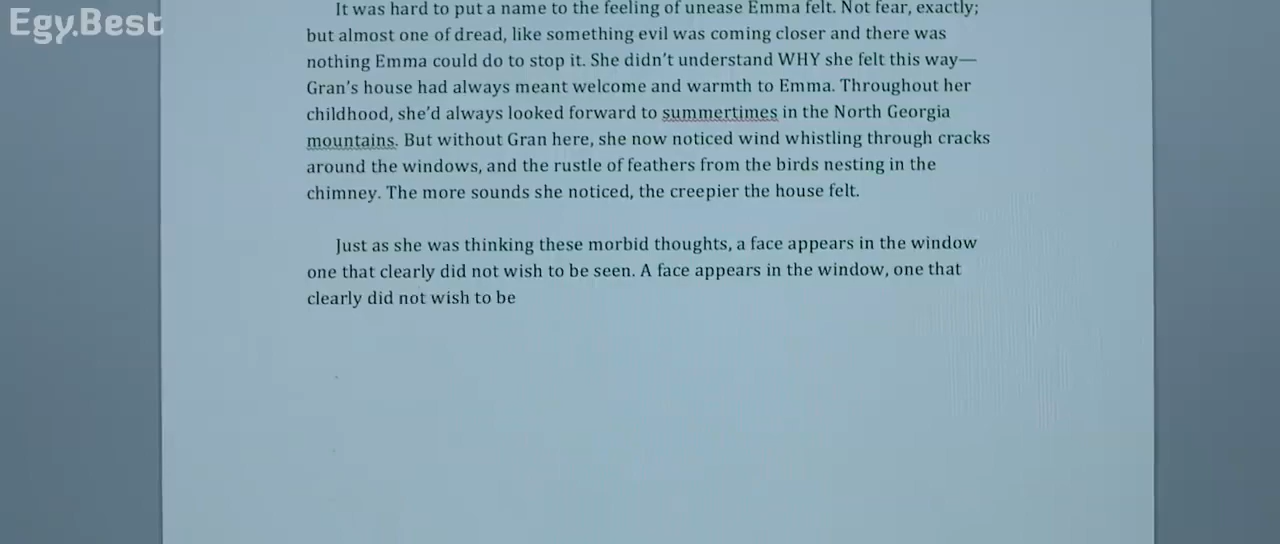 Egy.Best
It was hard to put a name to the feeling of unease Emma felt. Not fear, exactly;
but almost one of dread, like something evil was coming closer and there was
nothing Emma could do to stop it. She didn't understand WHY she felt this way—
Gran's house had always meant welcome and warmth to Emma. Throughout her
childhood, she'd always looked forward to summertimes in the North Georgia
mountains. But without Gran here, she now noticed wind whistling through cracks
around the windows, and the rustle of feathers from the birds nesting in the
chimney. The more sounds she noticed, the creepier the house felt.
Just as she was thinking these morbid thoughts, a face appears in the window
one that clearly did not wish to be seen. A face appears in the window, one that
clearly did not wish to be